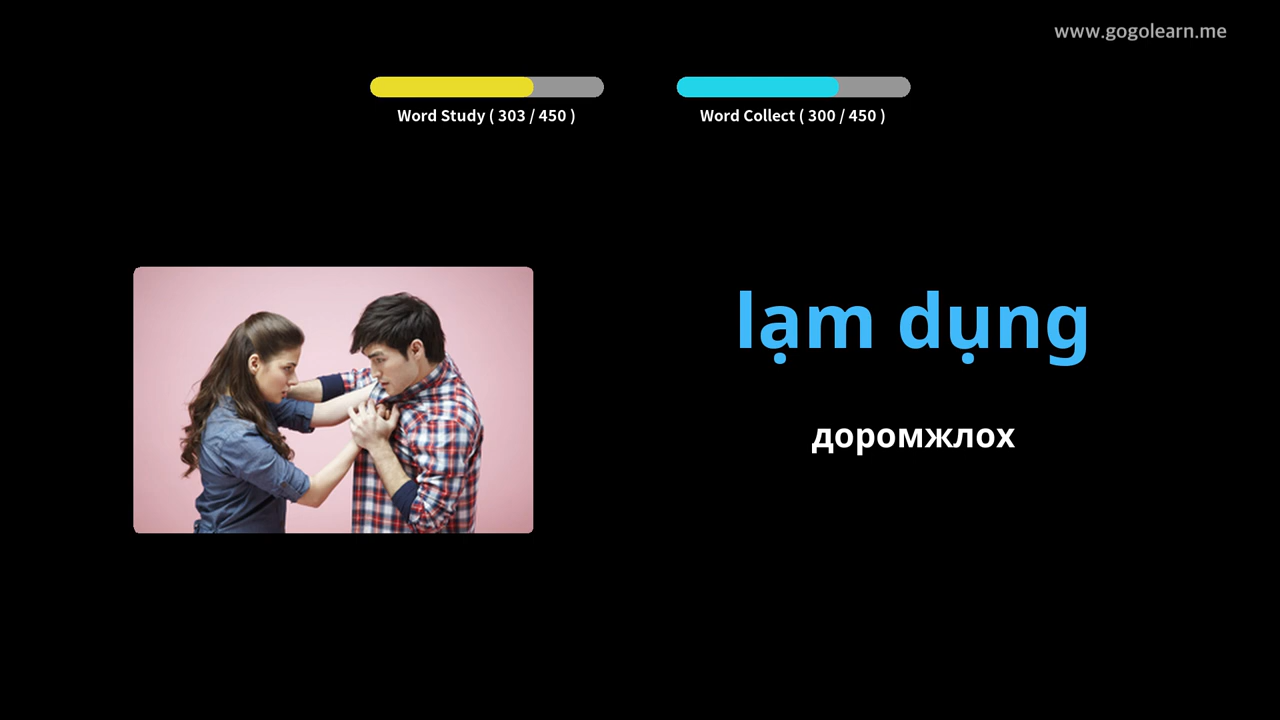 www.gogolearn.me
Word Study ( 303 / 450 )
Word Collect ( 300 / 450 )
lạm dụng
доромжлох